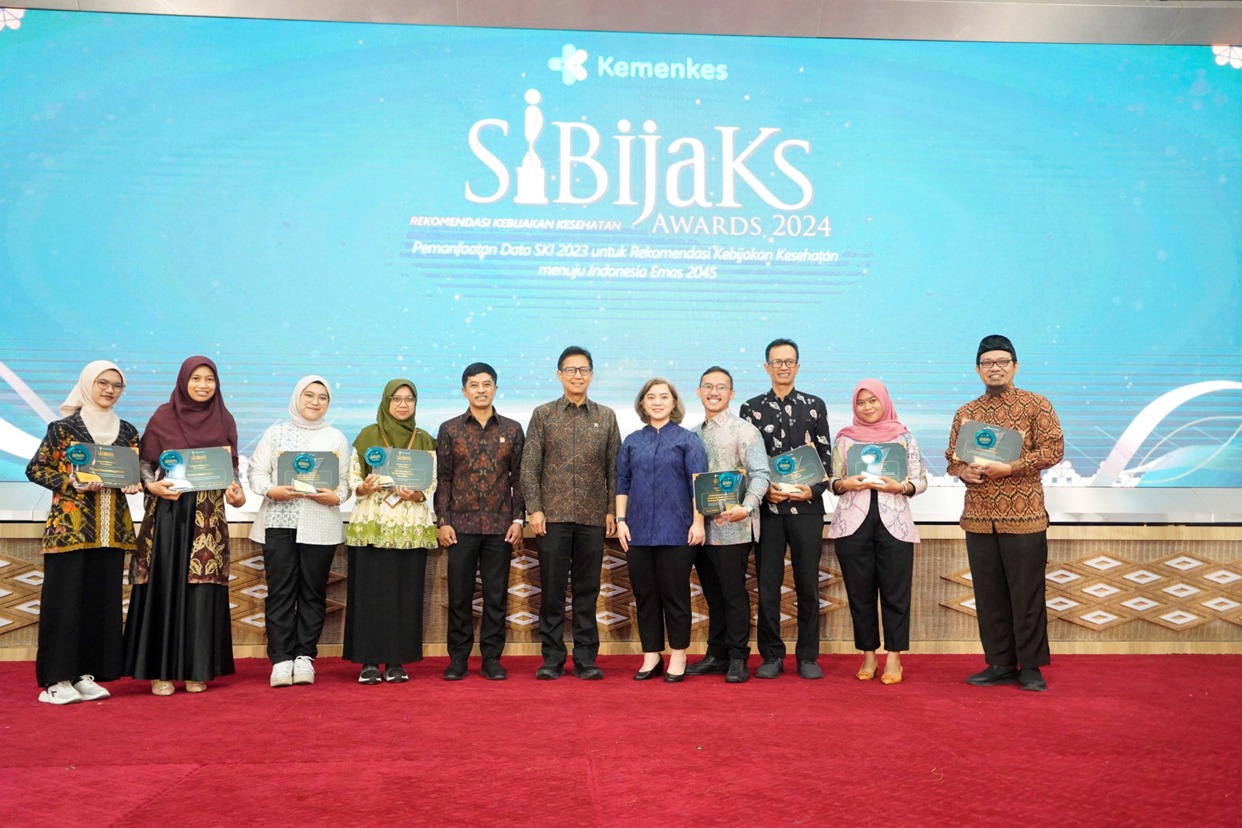 Kemenkes
SiBijaKs
REKOMENDASI KEBIJAKAN KESEHATAN
AWARDS 2024
Pemanfaatan Data SKI 2023 untuk Rekomendasi Kebijakan Kesehatan
menuju Indonesia Emas 2045